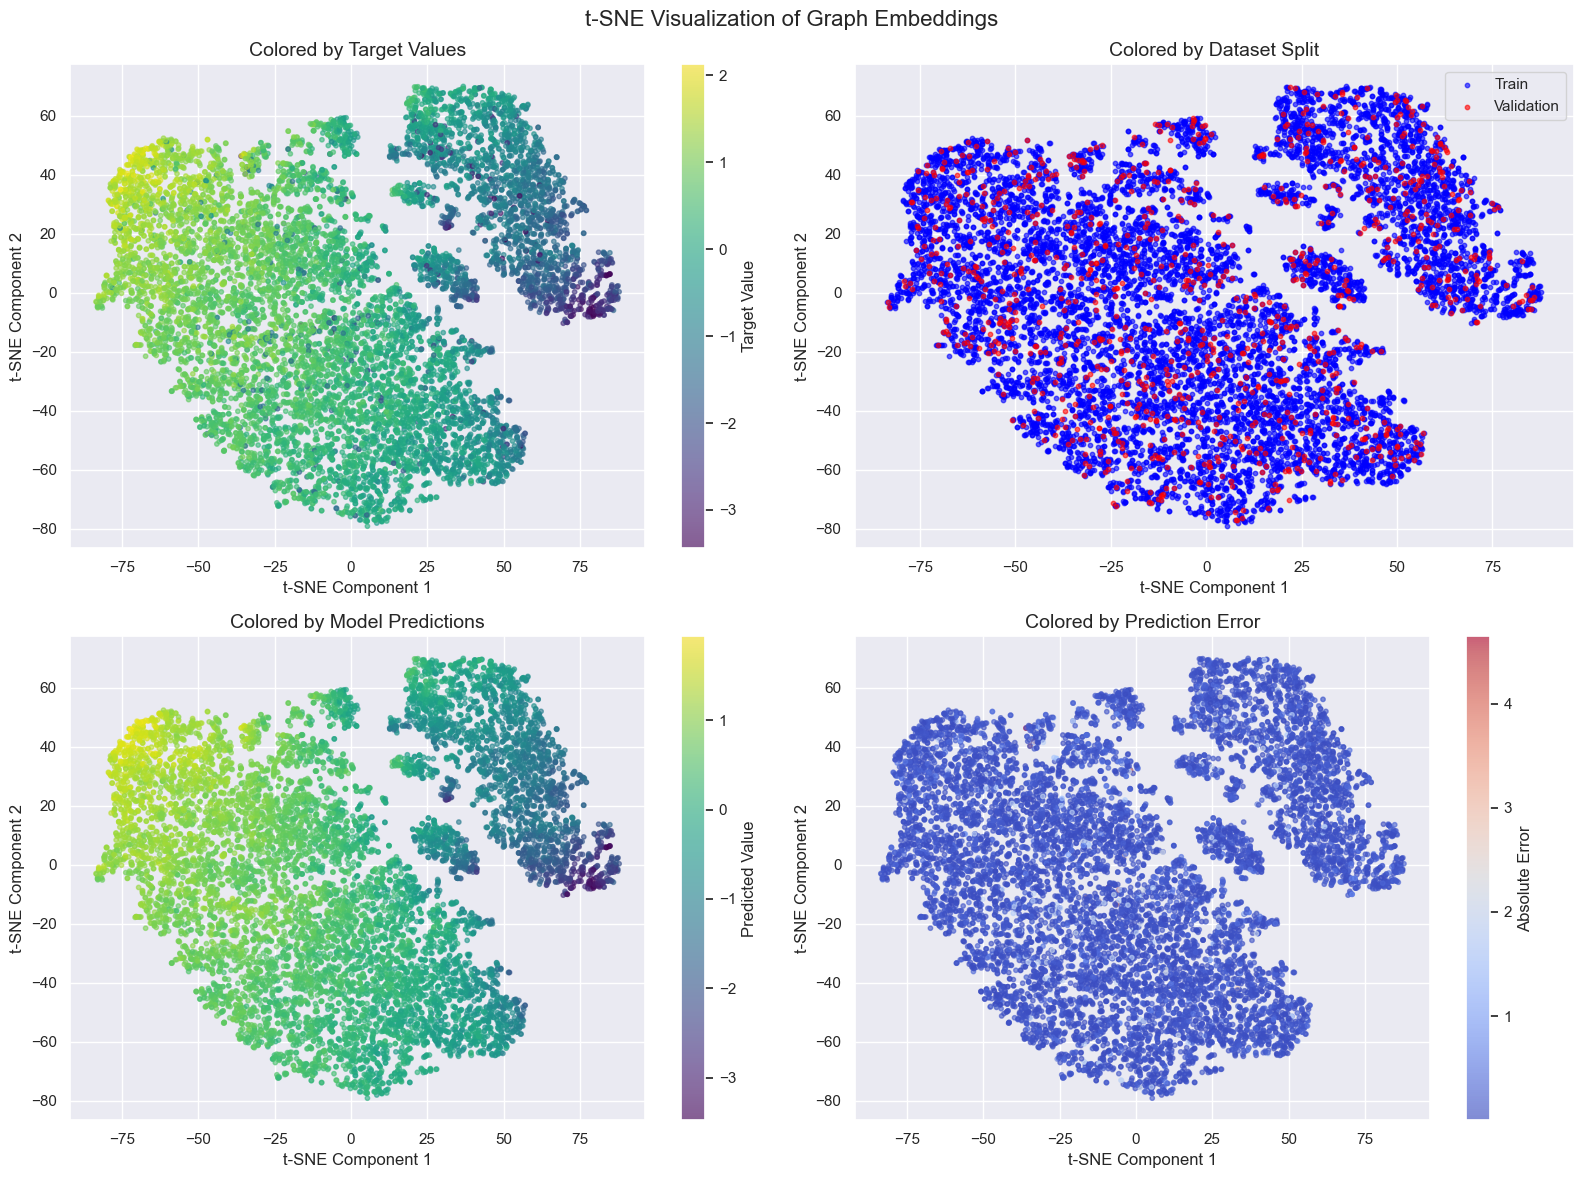 t-SNE Visualization of Graph Embeddings
Colored by Target Values
60
40
20
0
−20
−40
−60
−80
t-SNE Component 2
−75 −50 −25 0 25 50 75
t-SNE Component 1
2
1
0
−1
−2
−3
Target Value
Colored by Dataset Split
Train
Validation
60
40
20
0
−20
−40
−60
−80
t-SNE Component 2
−75 −50 −25 0 25 50 75
t-SNE Component 1
Colored by Model Predictions
60
40
20
0
−20
−40
−60
−80
t-SNE Component 2
−75 −50 −25 0 25 50 75
t-SNE Component 1
1
0
−1
−2
−3
Predicted Value
Colored by Prediction Error
60
40
20
0
−20
−40
−60
−80
t-SNE Component 2
−75 −50 −25 0 25 50 75
t-SNE Component 1
4
3
2
1
Absolute Error